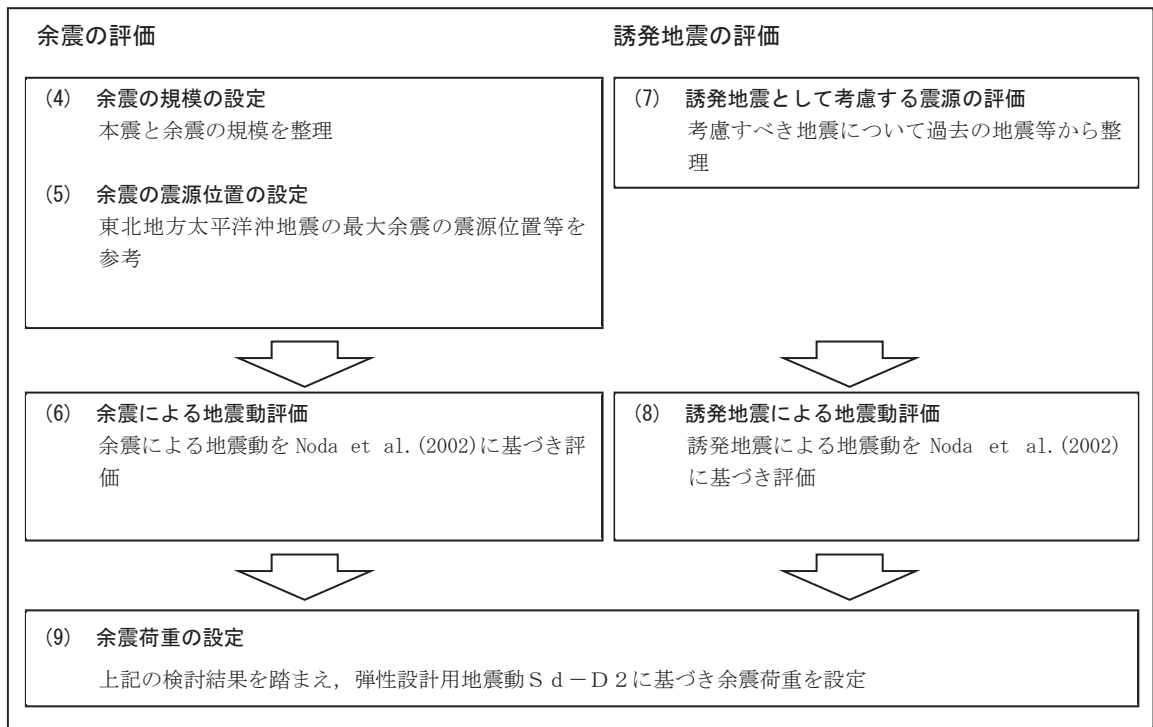 余震の評価
(4) 余震の規模の設定
本震と余震の規模を整理
(5) 余震の震源位置の設定
東北地方太平洋沖地震の最大余震の震源位置等を
参考
(6) 余震による地震動評価
余震による地震動を Noda et al.(2002)に基づき評
価
誘発地震の評価
(7) 誘発地震として考慮する震源の評価
考慮すべき地震について過去の地震等から整
理
(8) 誘発地震による地震動評価
誘発地震による地震動を Noda et al.(2002)
に基づき評価
(9) 余震荷重の設定
上記の検討結果を踏まえ，弾性設計用地震動Ｓｄ－Ｄ２に基づき余震荷重を設定